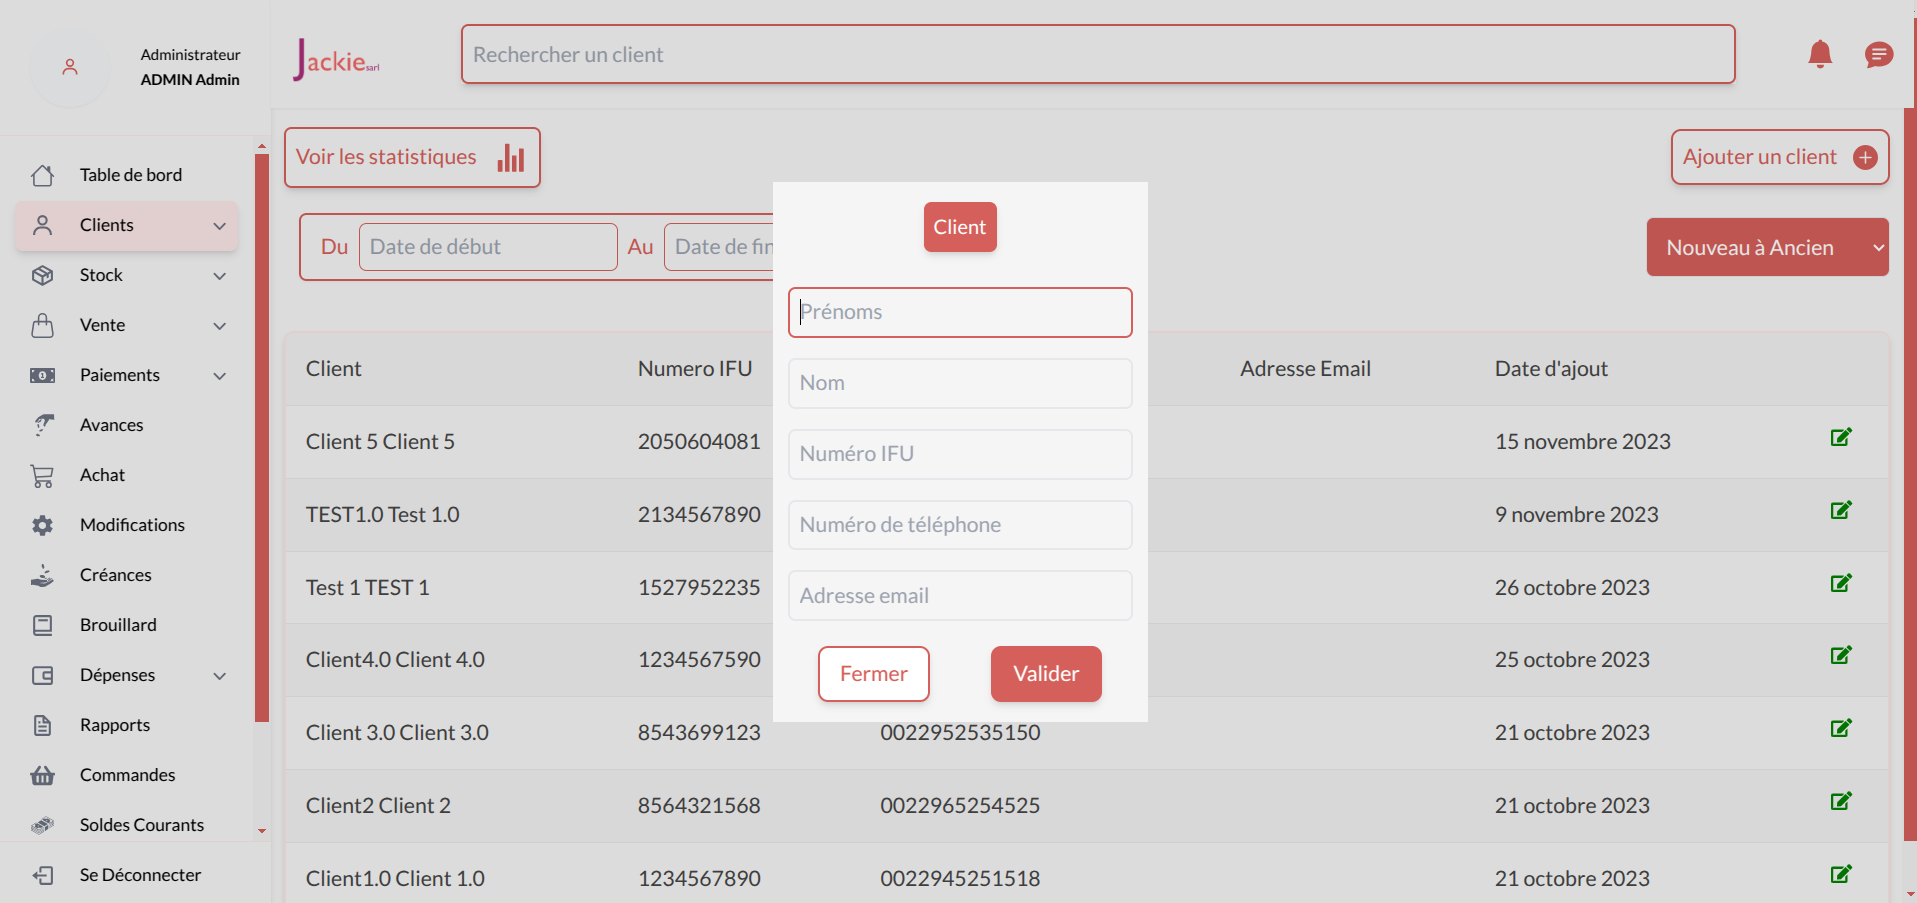 Administrateur
ADMIN Admin
Jackie sarl
Rechercher un client
Table de bord
Clients
Stock
Vente
Paiements
Avances
Achat
Modifications
Créances
Brouillard
Dépenses
Rapports
Commandes
Soldes Courants
Se Déconnecter
Voir les statistiques
Ajouter un client
Du Date de début Au Date de fin
Nouveau à Ancien
Client Numero IFU Adresse Email Date d'ajout
Client 5 Client 5 2050604081 15 novembre 2023
TEST1.0 Test 1.0 2134567890 9 novembre 2023
Test 1 TEST 1 1527952235 26 octobre 2023
Client4.0 Client 4.0 1234567590 25 octobre 2023
Client 3.0 Client 3.0 8543699123 0022952535150 21 octobre 2023
Client2 Client 2 8564321568 0022965254525 21 octobre 2023
Client1.0 Client 1.0 1234567890 0022945251518 21 octobre 2023
Client
Prénoms
Nom
Numéro IFU
Numéro de téléphone
Adresse email
Fermer Valider